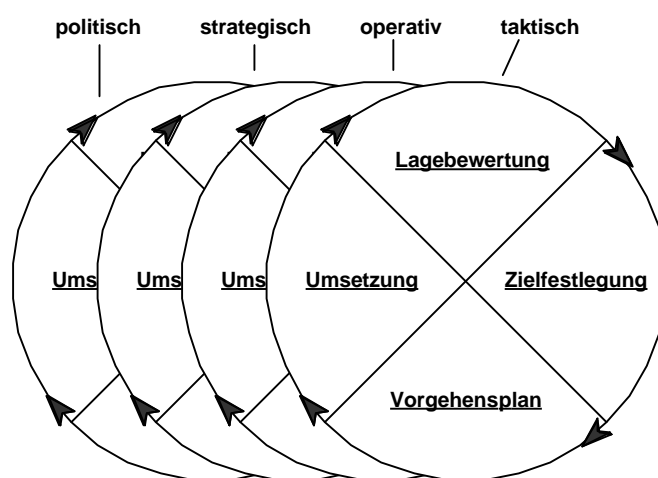 politisch strategisch operativ taktisch
Lagebewertung
Ums Ums Ums Umsetzung Zielfestlegung
Vorgehensplan